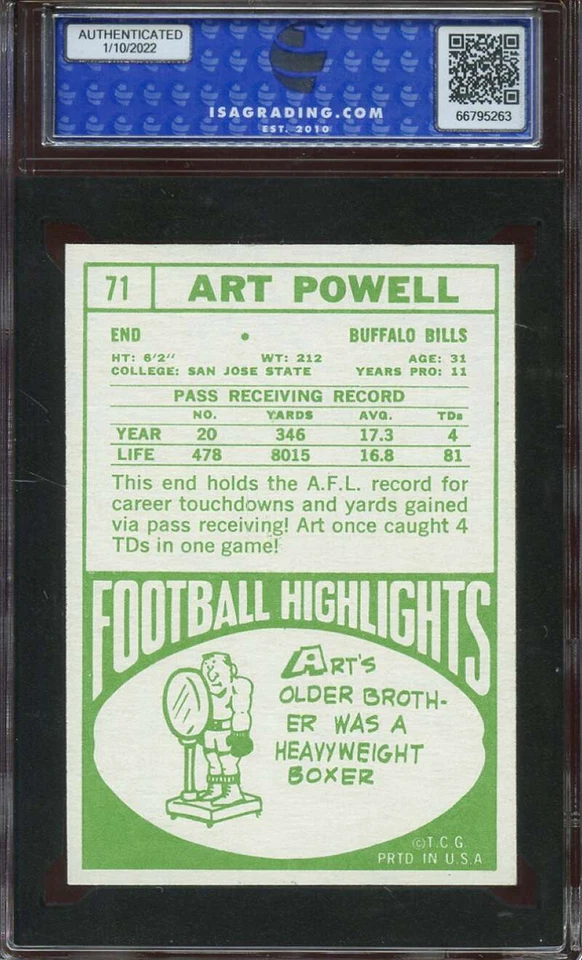 AUTHENTICATED
1/10/2022
ISAGRADING.COM
EST. 2010
66795263
71 ART POWELL
END • BUFFALO BILLS
HT: 6'2" WT: 212 AGE: 31
COLLEGE: SAN JOSE STATE YEARS PRO: 11
PASS RECEIVING RECORD
NO. YARDS AVG. TDs
YEAR 20 346 17.3 4
LIFE 478 8015 16.8 81
This end holds the A.F.L. record for
career touchdowns and yards gained
via pass receiving! Art once caught 4
TDs in one game!
FOOTBALL HIGHLIGHTS
ART'S
OLDER BROTH-
ER WAS A
HEAVYWEIGHT
BOXER
©T.C.G.
PRTD IN U.S.A